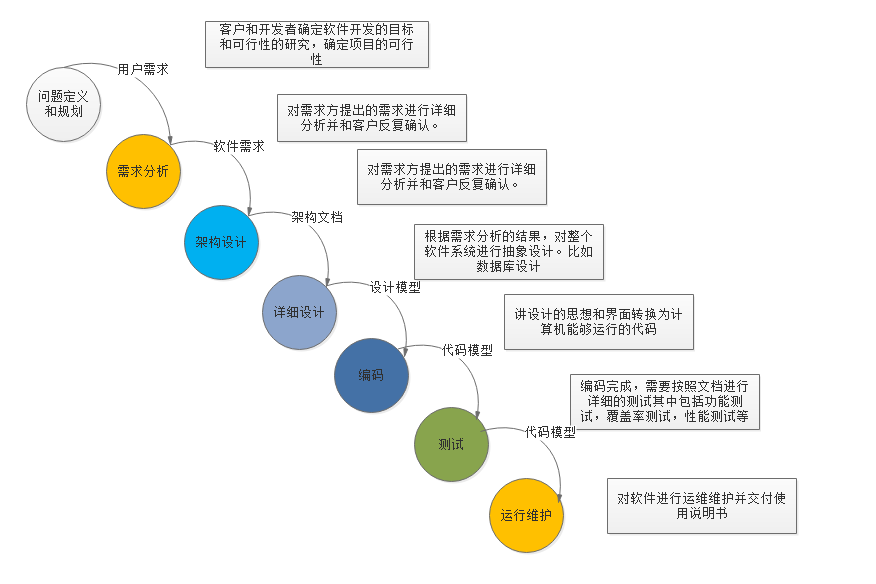 客户和开发者确定软件开发的目标
和可行性的研究，确定项目的可行
性
用户需求
问题定义
和规划
对需求方提出的需求进行详细
分析并和客户反复确认。
软件需求
需求分析
对需求方提出的需求进行详细
分析并和客户反复确认。
架构文档
架构设计
根据需求分析的结果，对整个
软件系统进行抽象设计。比如
数据库设计
设计模型
详细设计
讲设计的思想和界面转换为计
算机能够运行的代码
代码模型
编码
编码完成，需要按照文档进行
详细的测试其中包括功能测
试，覆盖率测试，性能测试等
代码模型
测试
对软件进行运维维护并交付使
用说明书
运行维护